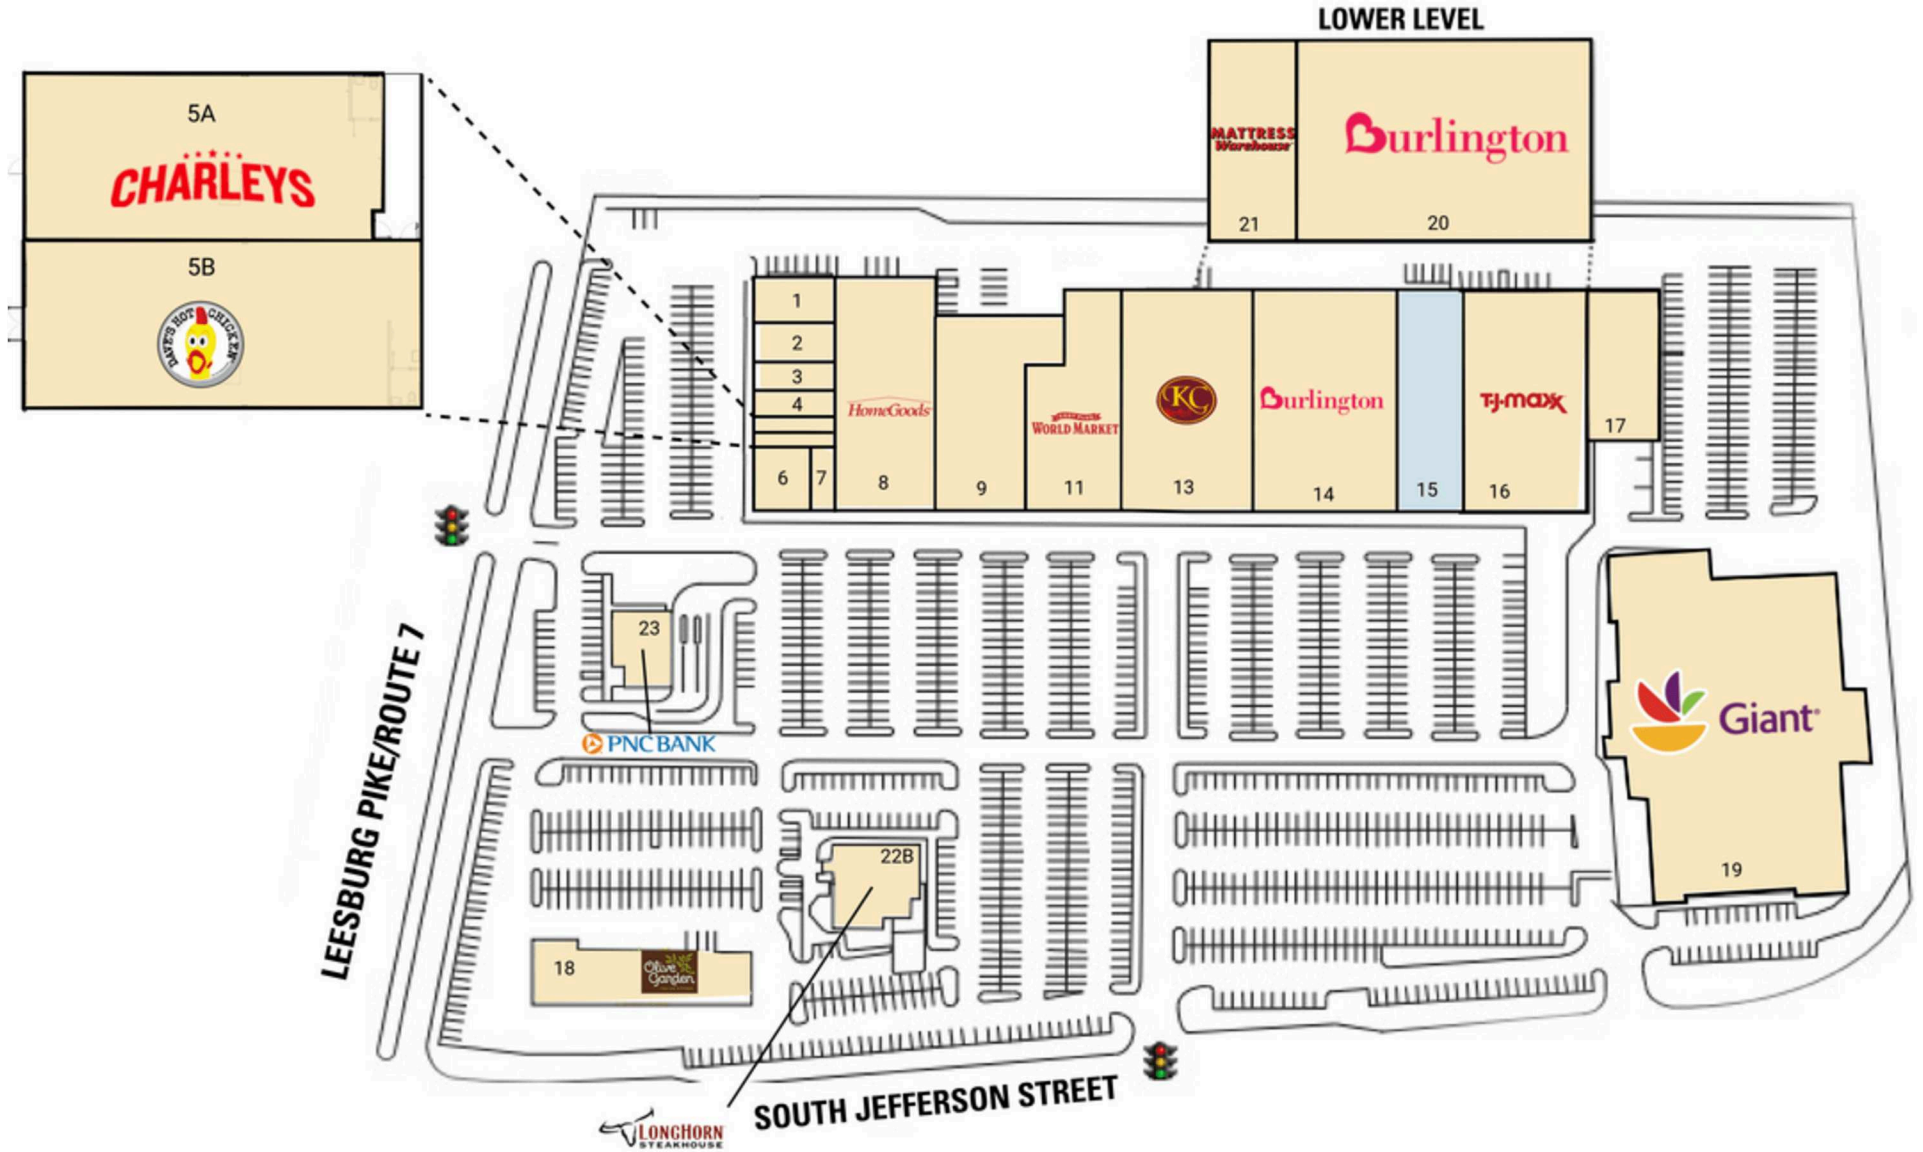 LOWER LEVEL
MATTRESS
Warehouse
21
Burlington
20
5A
CHARLEYS
5B
DAVE'S HOT CHICKEN
1
2
3
4
6
7
HomeGoods
8
9
WORLD MARKET
11
KC
13
Burlington
14
15
T.J.maxx
16
17
23
PNC BANK
Giant
19
22B
18
Olive
Garden
LEESBURG PIKE/ROUTE 7
SOUTH JEFFERSON STREET
LONGHORN
STEAKHOUSE